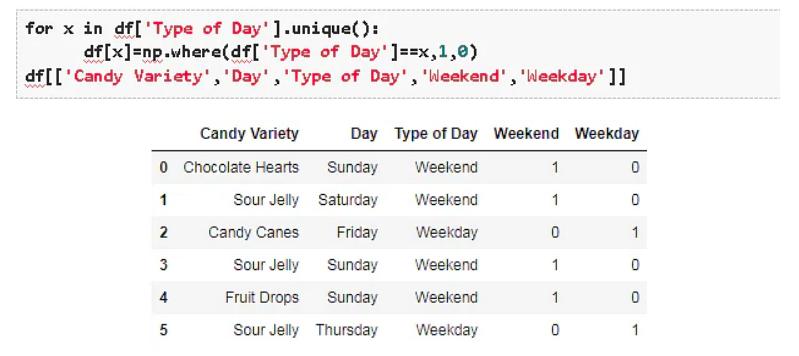 for x in df['Type of Day'].unique():
df[x]=np.where(df['Type of Day']==x,1,0)
df[['Candy Variety','Day','Type of Day','Weekend','Weekday']]
Candy Variety Day Type of Day Weekend Weekday
0 Chocolate Hearts Sunday Weekend 1 0
1 Sour Jelly Saturday Weekend 1 0
2 Candy Canes Friday Weekday 0 1
3 Sour Jelly Sunday Weekend 1 0
4 Fruit Drops Sunday Weekend 1 0
5 Sour Jelly Thursday Weekday 0 1